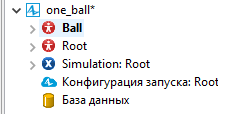 one_ball*
Ball
Root
Simulation: Root
Конфигурация запуска: Root
База данных